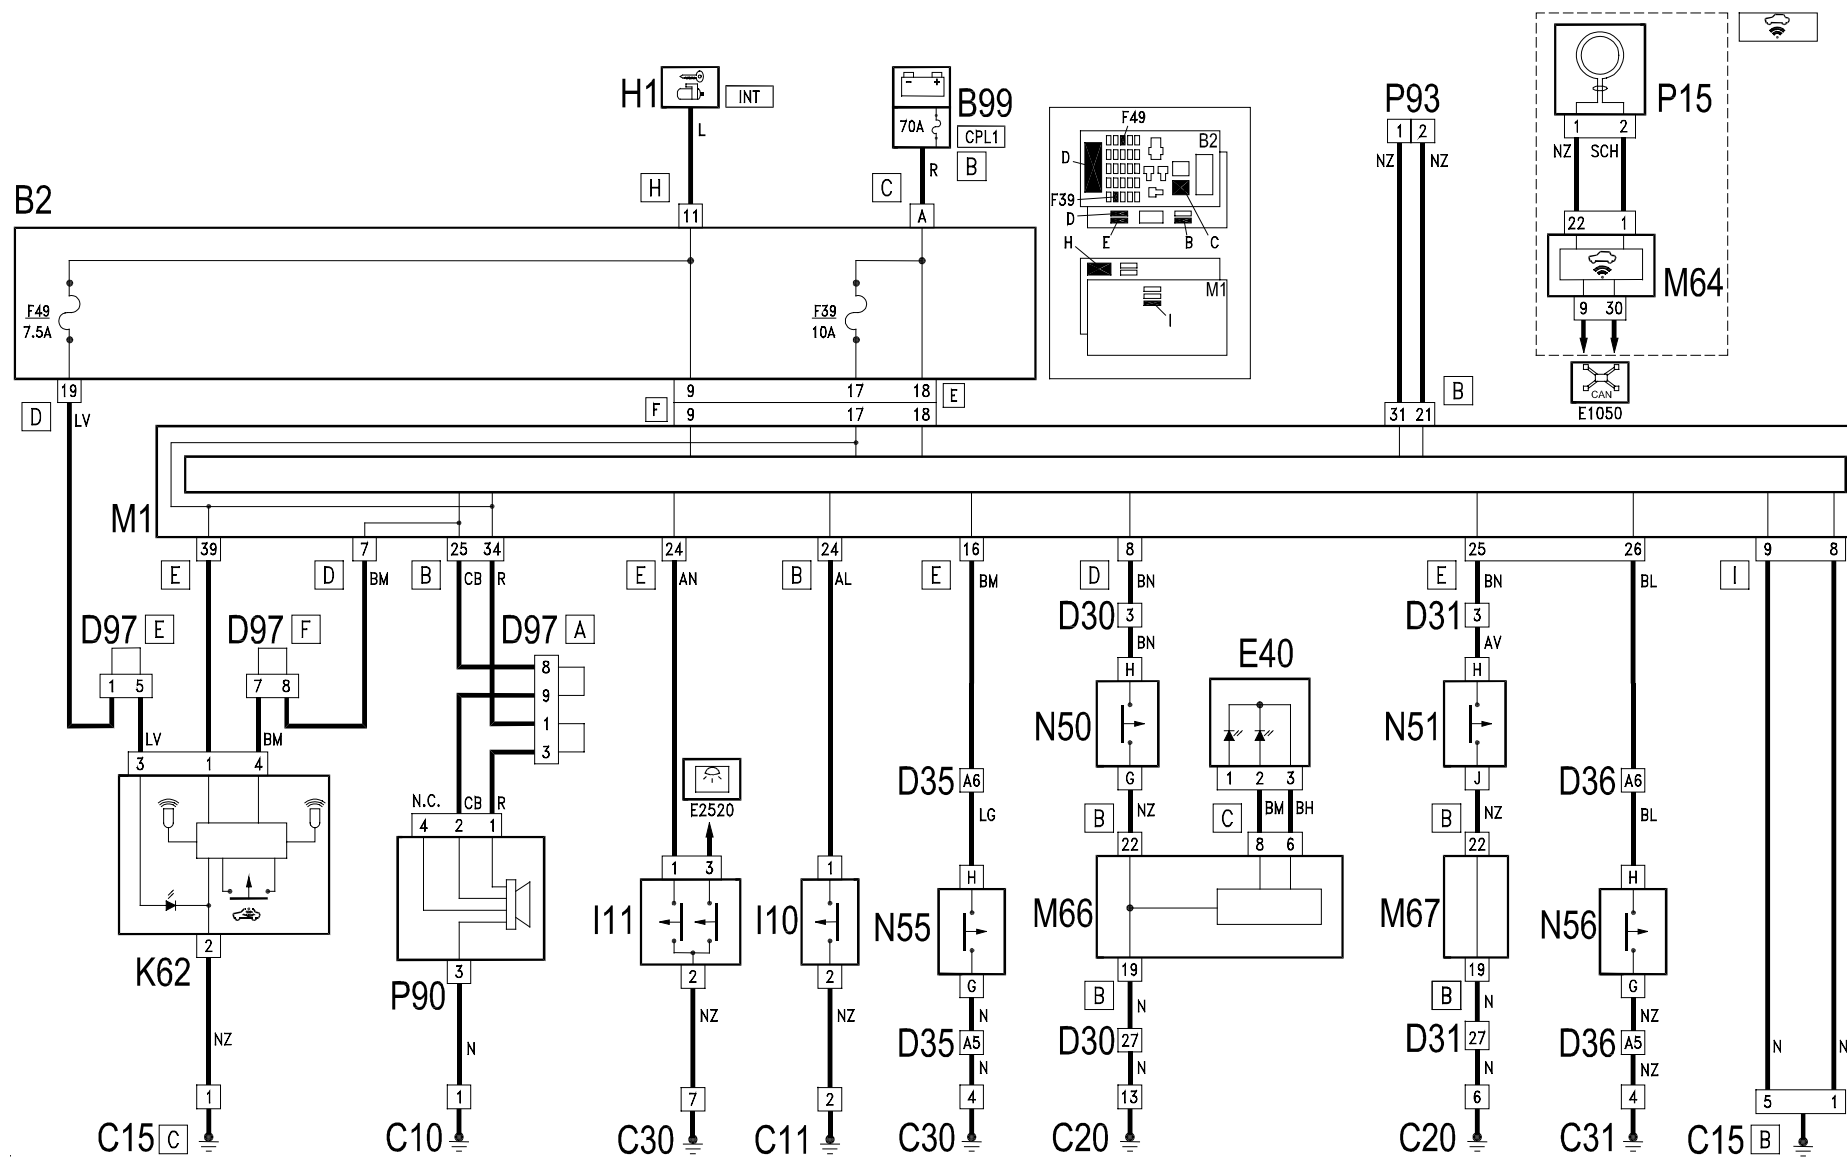 H1
INT
L
H
11
B99
70A
CPL1
B
R
C
A
F49
B2
D
F39
D
E
B
C
H
M1
I
P93
1 2
NZ NZ
P15
1 2
NZ SCH
22 1
M64
9 30
CAN
E1050
B2
F49
7.5A
F39
10A
19
D
LV
9 17 18
E
F
9 17 18
B
31 21
M1
39
E
7
D
BM
25 34
B
CB R
24
E
AN
24
B
AL
16
E
BM
8
D
BN
25
E
BN
26
BL
9 8
I
D97 E
1 5
LV
D97 F
7 8
BM
D97 A
8
9
1
3
D30 3
BN
D31 3
AV
E40
1 2 3
BM BH
H
N50
G
NZ
H
N51
J
NZ
3 1 4
K62
2
NZ
1
C15 C
N.C.
CB R
4 2 1
P90
3
N
1
C10
E2520
1 3
I11
2
NZ
7
C30
1
I10
2
NZ
2
C11
D35 A6
LG
H
N55
G
N
D35 A5
N
4
C30
B
22
C
8 6
M66
19
B
N
D30 27
N
13
C20
B
22
M67
19
B
N
D31 27
N
6
C20
D36 A6
BL
H
N56
G
NZ
D36 A5
NZ
4
C31
N N
5 1
C15 B